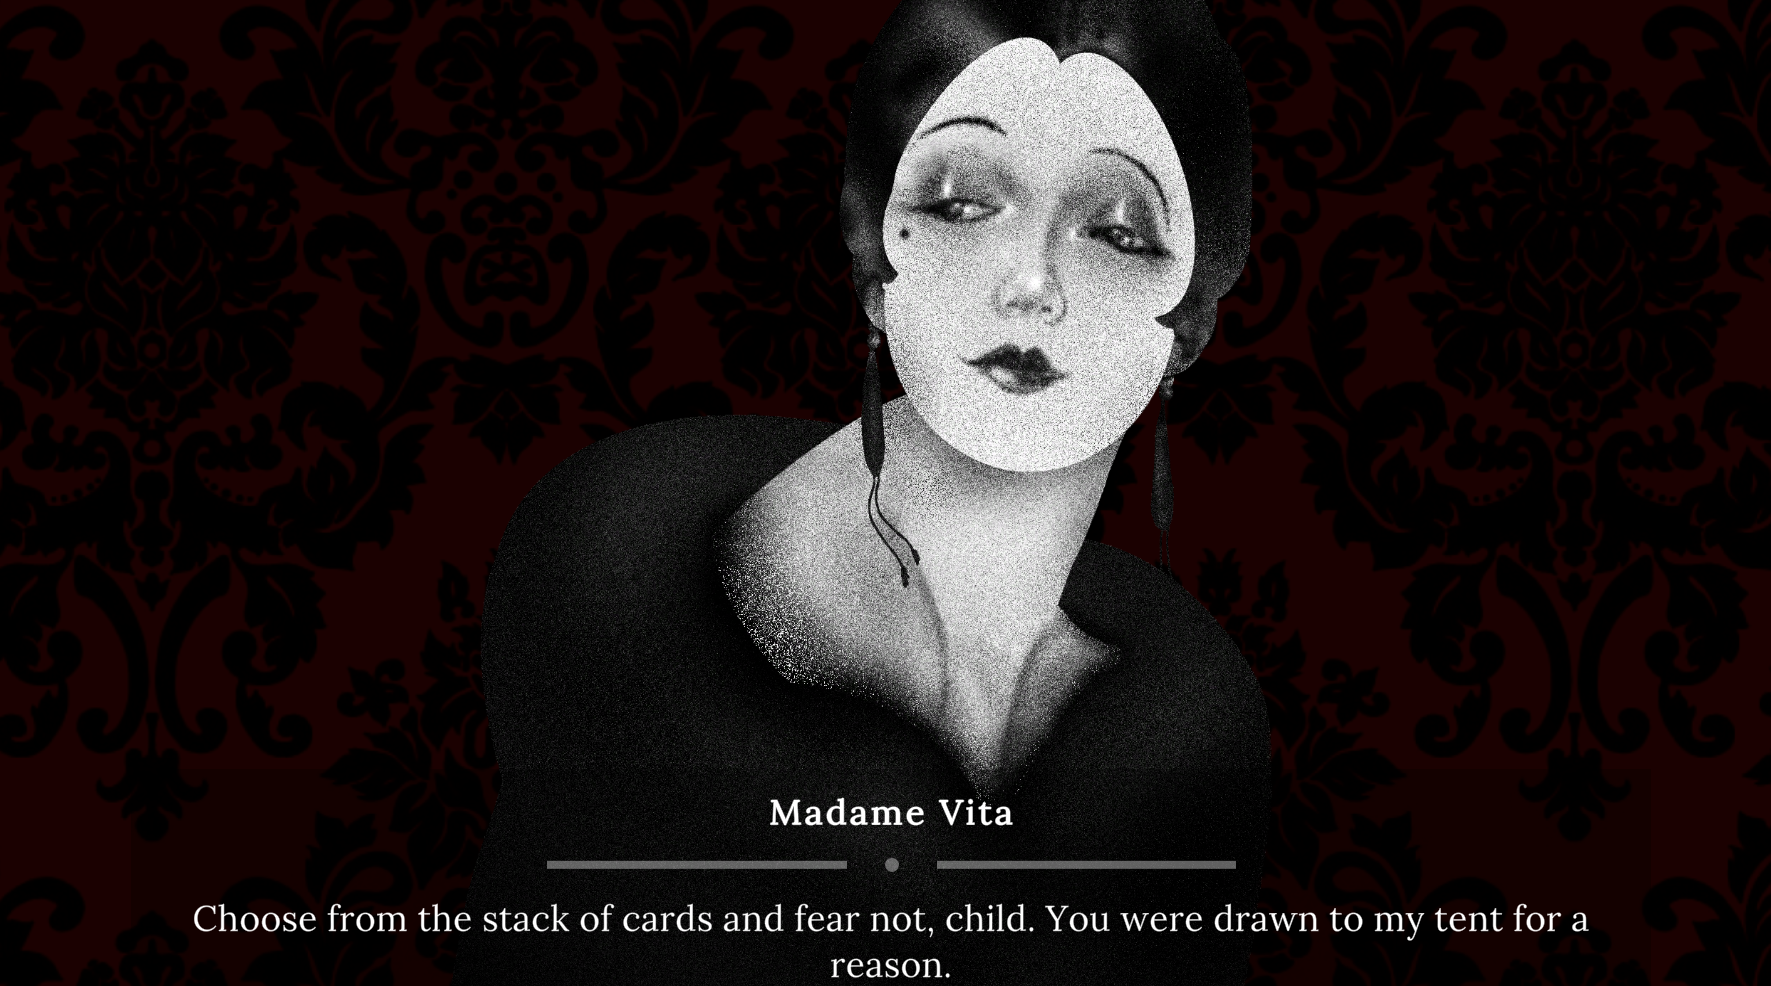 Madame Vita
Choose from the stack of cards and fear not, child. You were drawn to my tent for a
reason.